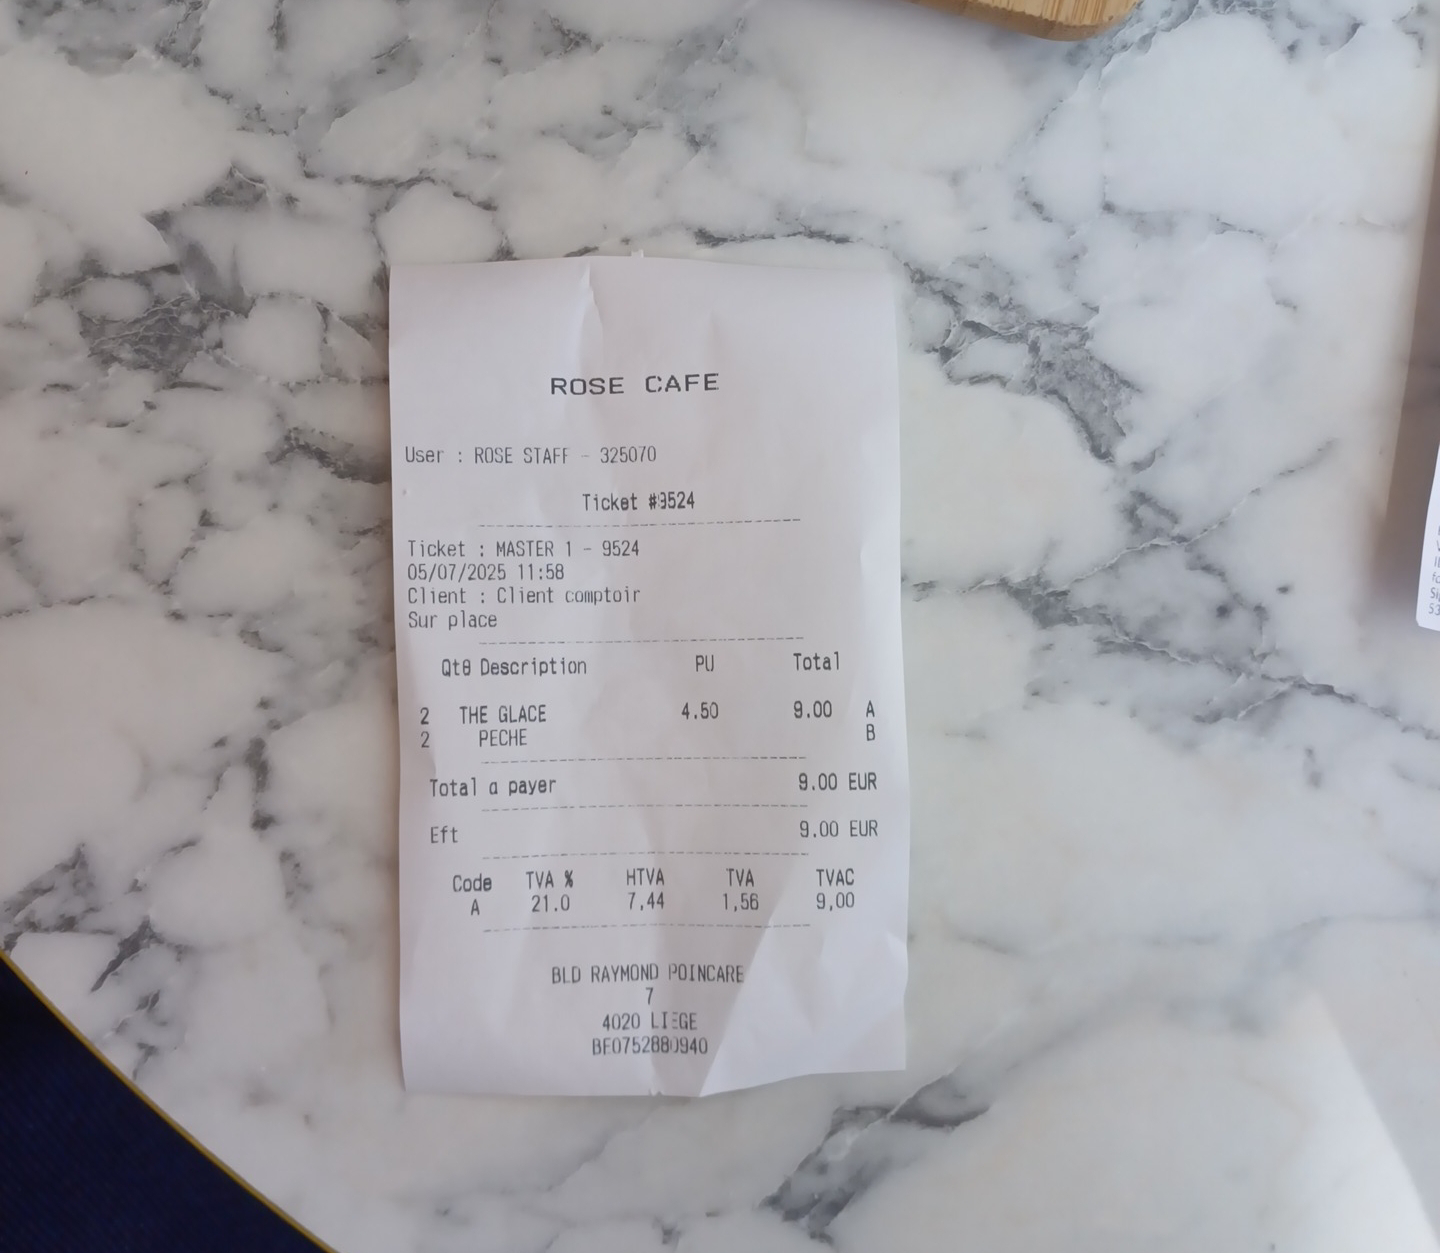 ROSE CAFE
User : ROSE STAFF - 325070
Ticket #9524
Ticket : MASTER 1 - 9524
05/07/2025 11:58
Client : Client comptoir
Sur place
Qté Description PU Total
2 THE GLACE 4.50 9.00 A
2 PECHE B
Total a payer 9.00 EUR
Eft 9.00 EUR
Code TVA % HTVA TVA TVAC
A 21.0 7,44 1,56 9,00
BLD RAYMOND POINCARE
7
4020 LIEGE
BE0752880940